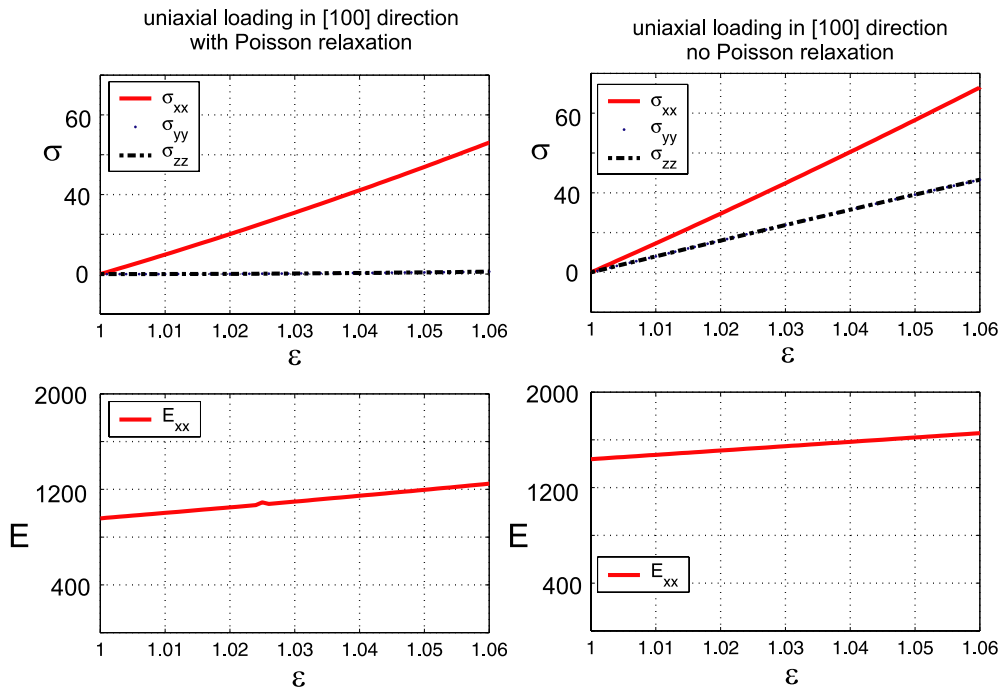 uniaxial loading in [100] direction
with Poisson relaxation
σxx
σyy
σzz
σ
60
40
20
0
1 1.01 1.02 1.03 1.04 1.05 1.06
ε
uniaxial loading in [100] direction
no Poisson relaxation
σxx
σyy
σzz
σ
60
40
20
0
1 1.01 1.02 1.03 1.04 1.05 1.06
ε
Exx
E
2000
1200
400
1 1.01 1.02 1.03 1.04 1.05 1.06
ε
Exx
E
2000
1200
400
1 1.01 1.02 1.03 1.04 1.05 1.06
ε